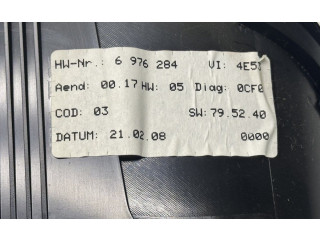 HW-Nr.: 6 976 284 VI:
Aend: 00.17 HW: 05 Diag: 0CF0
COD: 03 SW: 79.52.40
DATUM: 21.02.08 0000